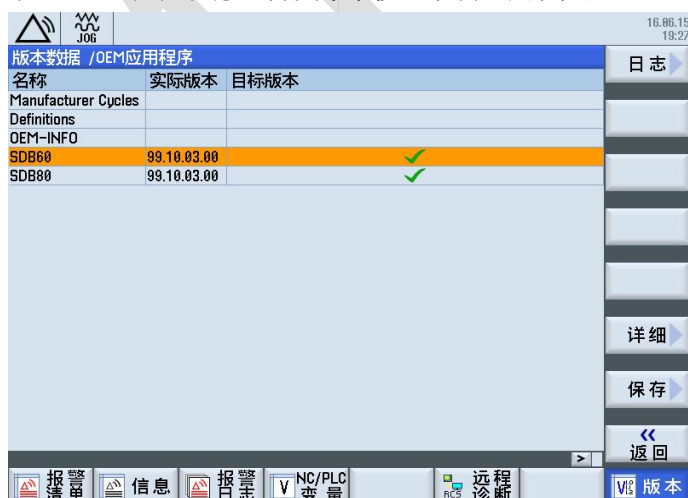 JOG
16.06.15
19:27
版本数据 /OEM应用程序
日志
名称 实际版本 目标版本
Manufacturer Cycles
Definitions
OEM-INFO
SDB60 99.10.03.00
SDB80 99.10.03.00
详细
保存
<<
返回
>
报警清单
信息
报警日志
V NC/PLC变量
RCS 远程诊断
版本